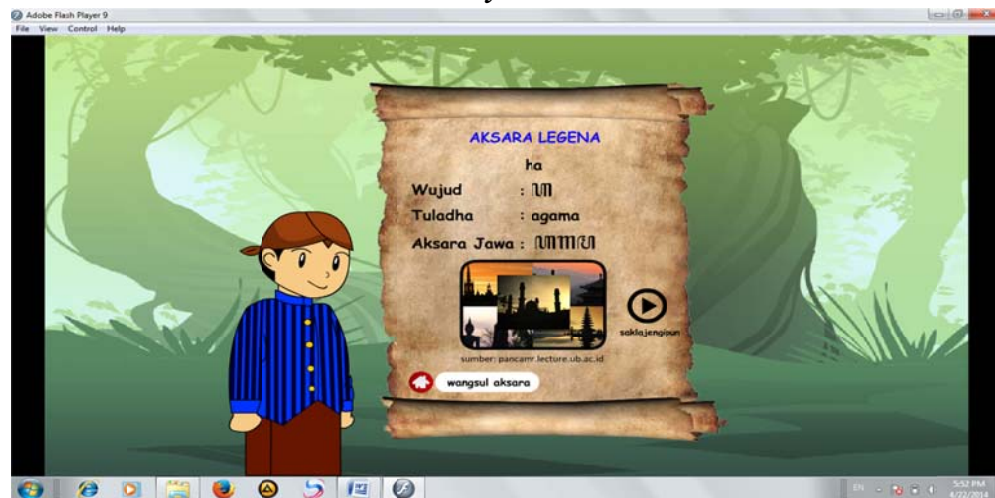 Adobe Flash Player 9
File View Control Help
AKSARA LEGENA
ha
Wujud : ꦲ
Tuladha : agama
Aksara Jawa : ꦲꦒꦩ
saklajengipun
sumber: pancarr.lecture.ub.ac.id
wangsul aksara
EN
5:52 PM
4/22/2014